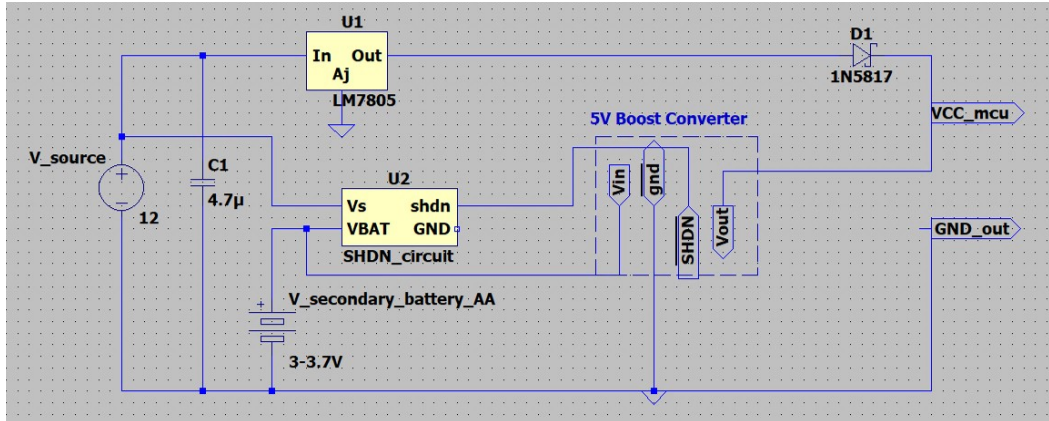 U1
In Out
Aj
LM7805
D1
1N5817
VCC_mcu
5V Boost Converter
V_source
12
C1
4.7µ
U2
Vs shdn
VBAT GND
SHDN_circuit
Vin
gnd
SHDN
Vout
GND_out
V_secondary_battery_AA
3-3.7V